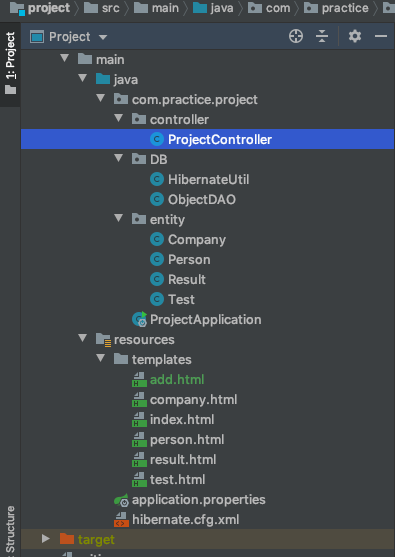 project src main java com practice
Project
1: Project
main
java
com.practice.project
controller
ProjectController
DB
HibernateUtil
ObjectDAO
entity
Company
Person
Result
Test
ProjectApplication
resources
templates
add.html
company.html
index.html
person.html
result.html
test.html
application.properties
hibernate.cfg.xml
Structure
target